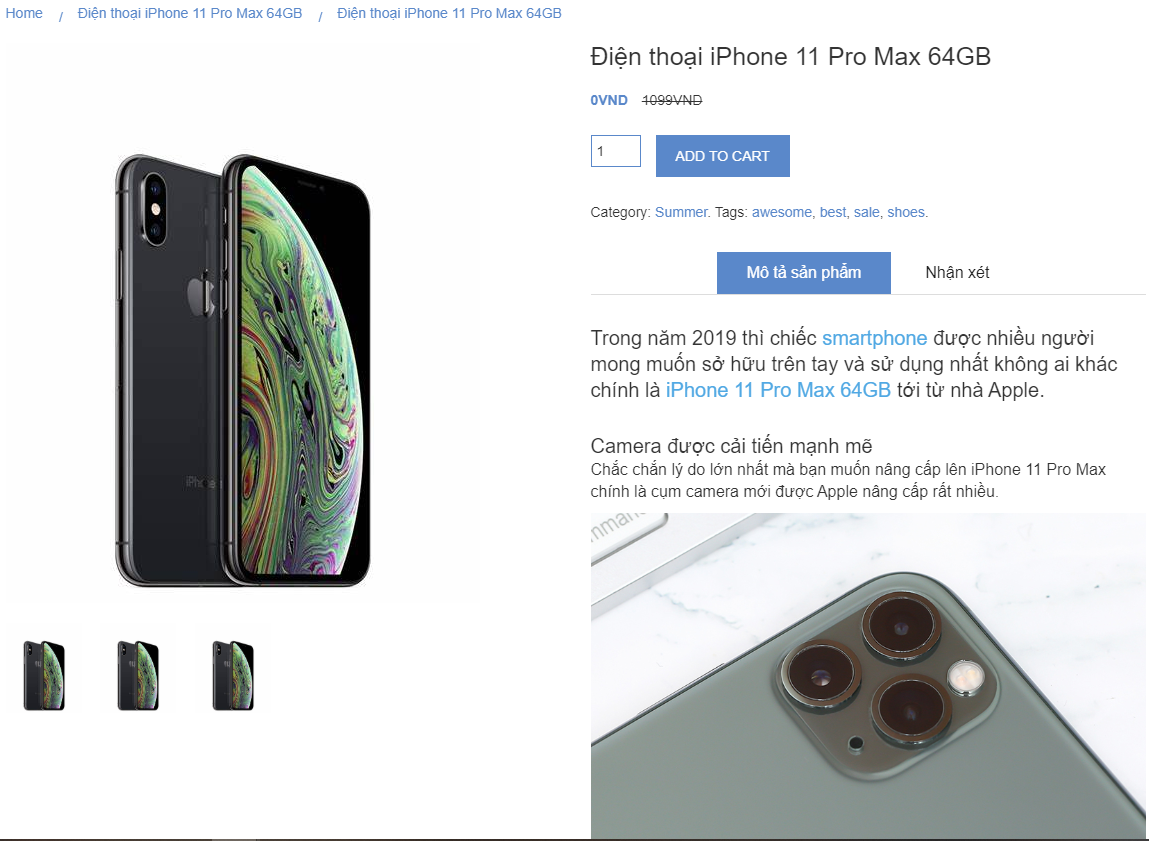 Home / Điện thoại iPhone 11 Pro Max 64GB / Điện thoại iPhone 11 Pro Max 64GB
Điện thoại iPhone 11 Pro Max 64GB
0VND 1099VND
1 ADD TO CART
Category: Summer. Tags: awesome, best, sale, shoes.
Mô tả sản phẩm Nhận xét
Trong năm 2019 thì chiếc smartphone được nhiều người
mong muốn sở hữu trên tay và sử dụng nhất không ai khác
chính là iPhone 11 Pro Max 64GB tới từ nhà Apple.
Camera được cải tiến mạnh mẽ
Chắc chắn lý do lớn nhất mà bạn muốn nâng cấp lên iPhone 11 Pro Max
chính là cụm camera mới được Apple nâng cấp rất nhiều.